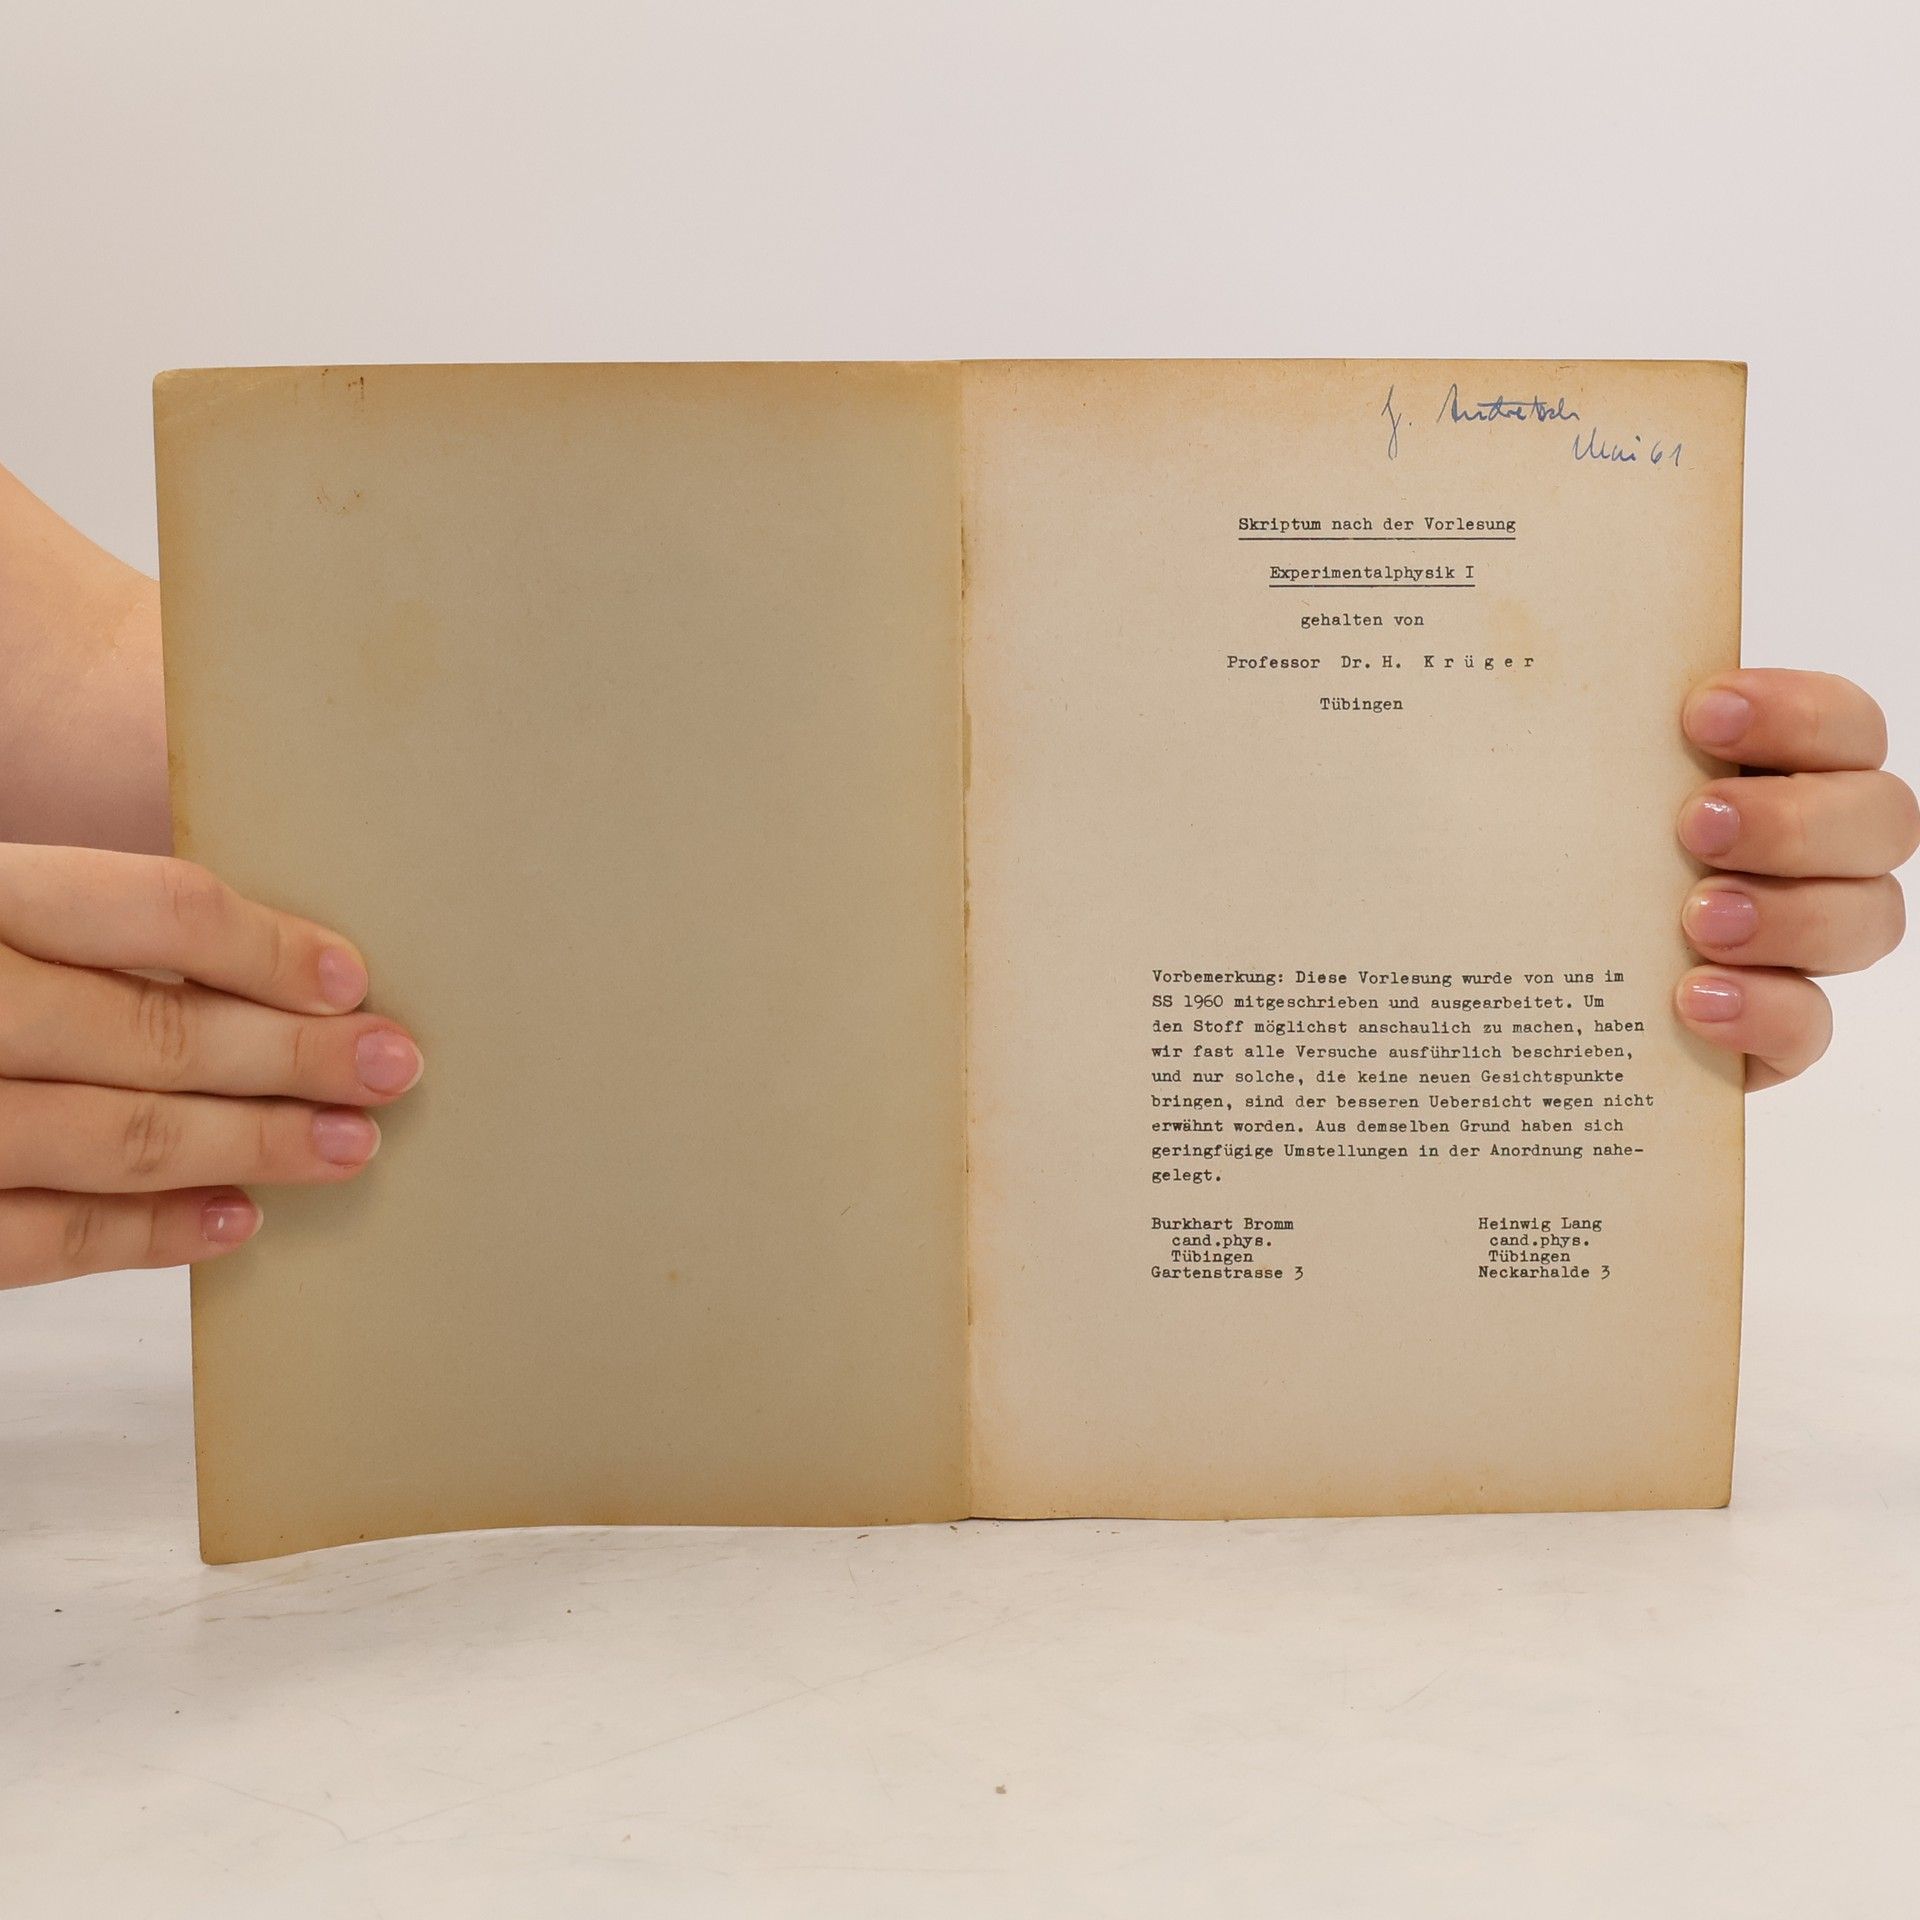 Mai 61
Skriptum nach der Vorlesung
Experimentalphysik I
gehalten von
Professor Dr. H. Krüger
Tübingen
Vorbemerkung: Diese Vorlesung wurde von uns im
SS 1960 mitgeschrieben und ausgearbeitet. Um
den Stoff möglichst anschaulich zu machen, haben
wir fast alle Versuche ausführlich beschrieben,
und nur solche, die keine neuen Gesichtspunkte
bringen, sind der besseren Uebersicht wegen nicht
erwähnt worden. Aus demselben Grund haben sich
geringfügige Umstellungen in der Anordnung nahe-
gelegt.
Burkhart Bromm
cand.phys.
Tübingen
Gartenstrasse 3
Heinwig Lang
cand.phys.
Tübingen
Neckarhalde 3